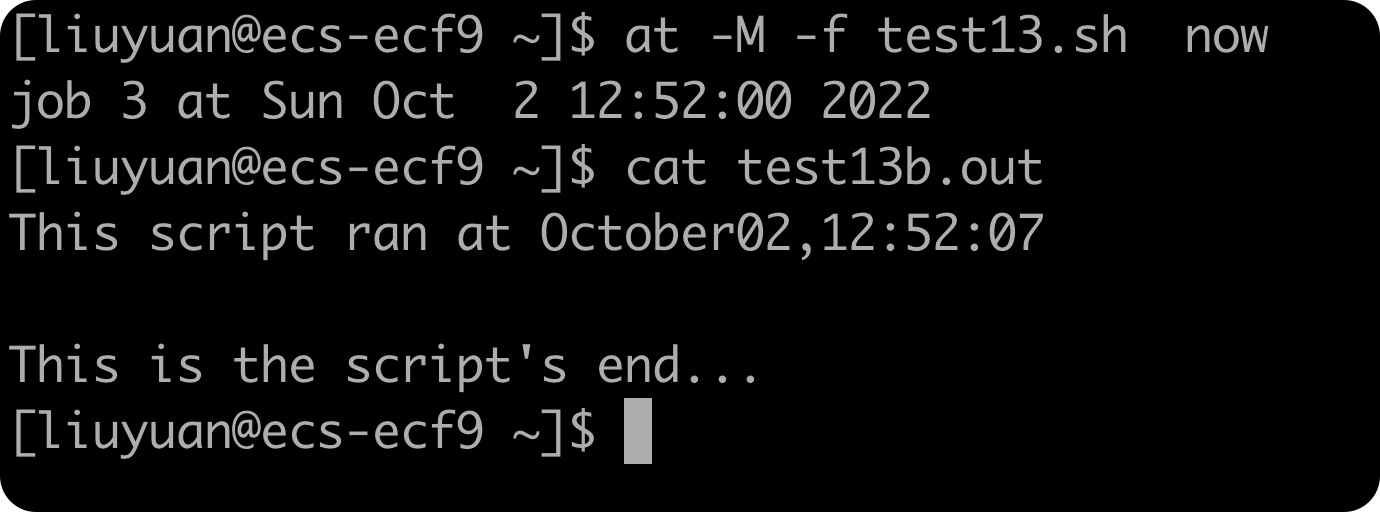 [liuyuan@ecs-ecf9 ~]$ at -M -f test13.sh  now
job 3 at Sun Oct  2 12:52:00 2022
[liuyuan@ecs-ecf9 ~]$ cat test13b.out
This script ran at October02,12:52:07

This is the script's end...
[liuyuan@ecs-ecf9 ~]$